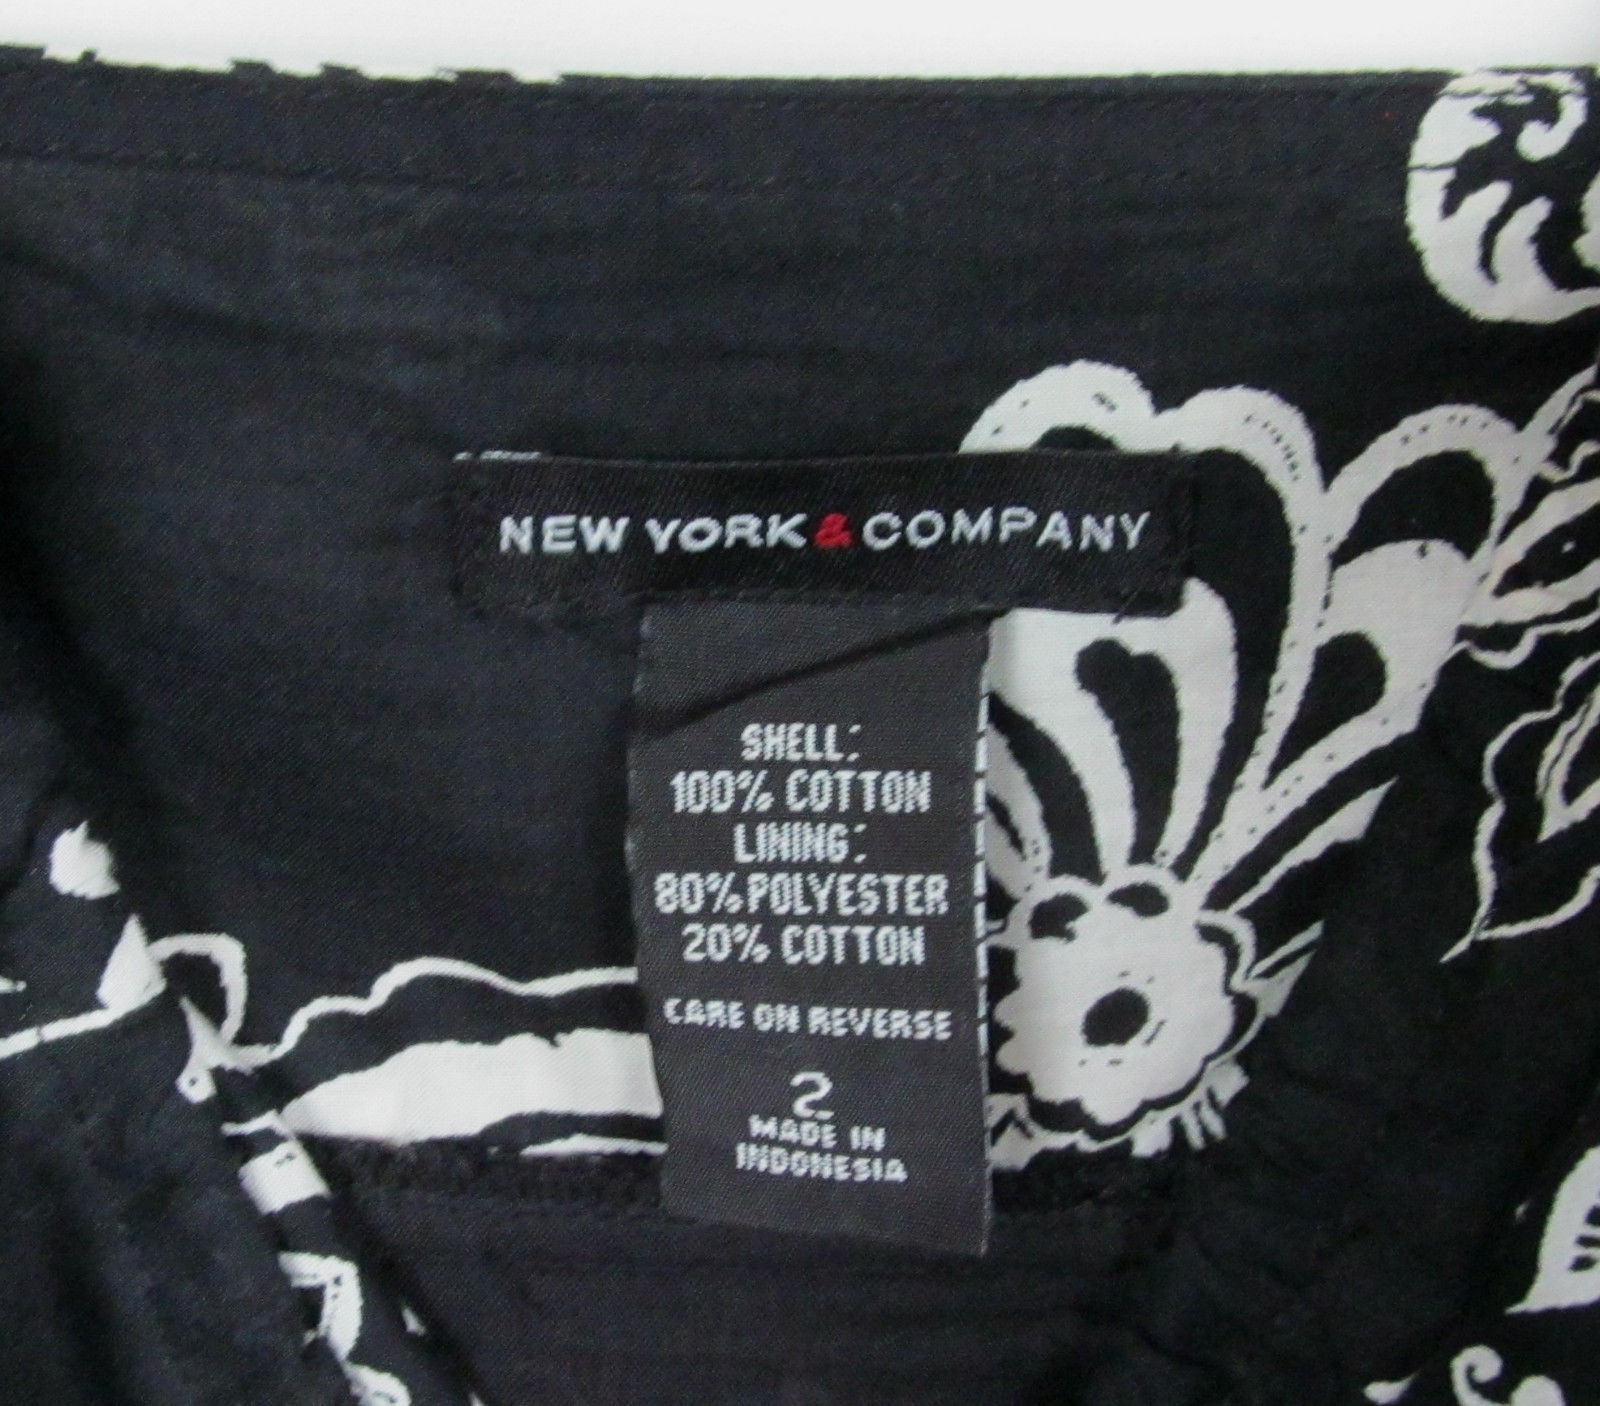 NEW YORK & COMPANY
SHELL:
100% COTTON
LINING:
80% POLYESTER
20% COTTON
CARE ON REVERSE
2
MADE IN
INDONESIA